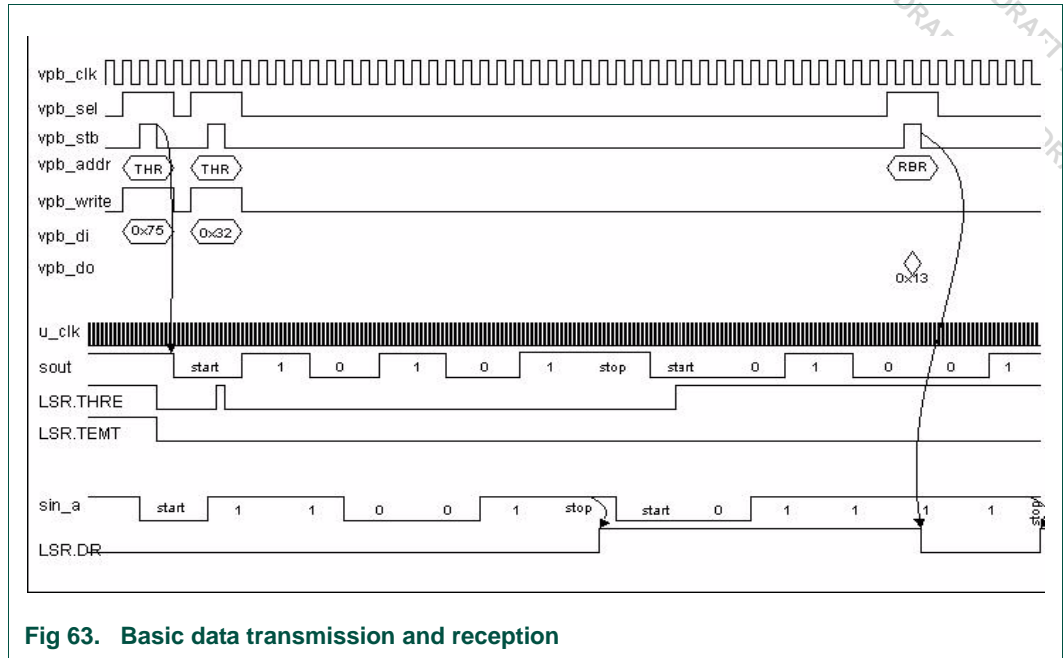 DRAFT
DRAFT
vpb_clk
vpb_sel
vpb_stb
vpb_addr THR THR RBR
vpb_write
vpb_di 0x75 0x32
vpb_do 0x13
u_clk
sout start 1 0 1 0 1 stop start 0 1 0 0 1
LSR.THRE
LSR.TEMT
sin_a start 1 1 0 0 1 stop start 0 1 1 1 1 stop
LSR.DR
Fig 63. Basic data transmission and reception